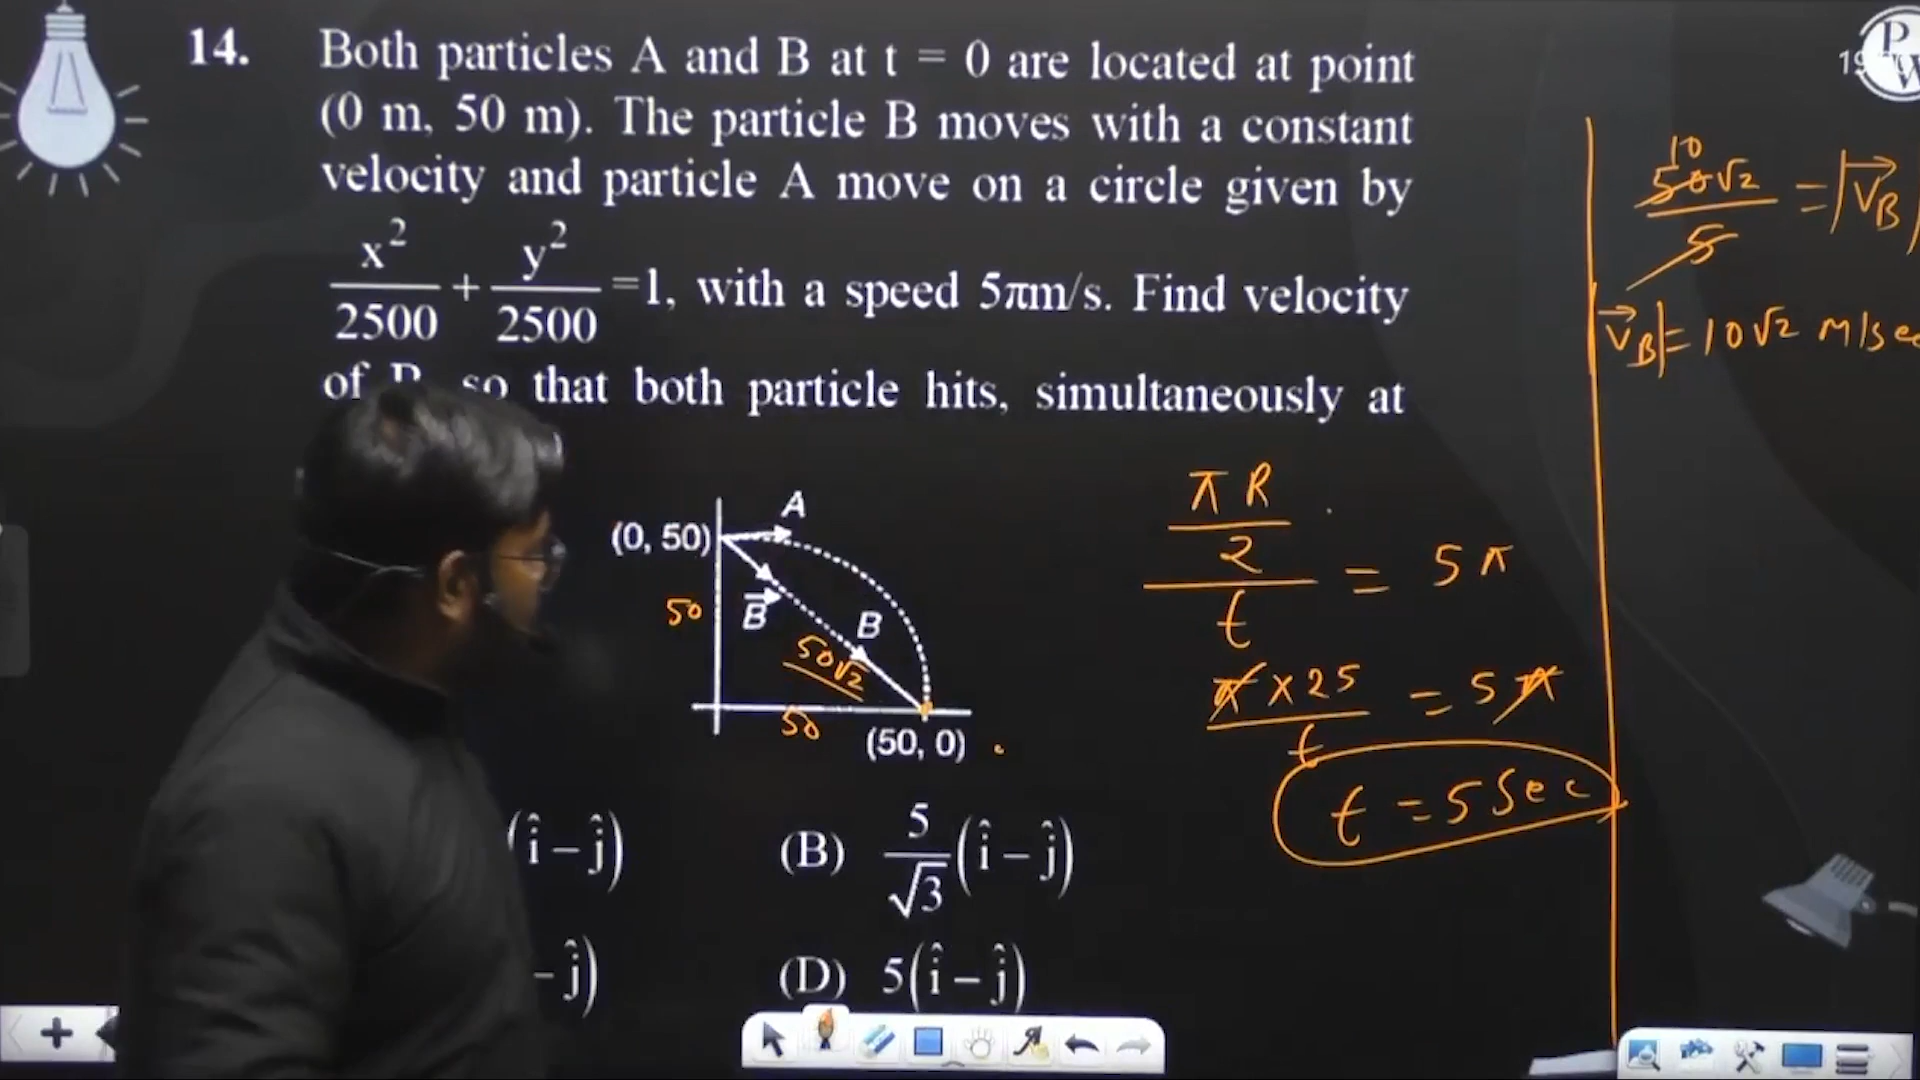 14. Both particles A and B at t = 0 are located at point
(0 m, 50 m). The particle B moves with a constant
velocity and particle A move on a circle given by
x²/2500 + y²/2500 =1, with a speed 5πm/s. Find velocity
of so that both particle hits, simultaneously at
A
(0, 50)
50
B⃗
B
50√2
50
(50, 0)
(î – ĵ)
(B) 5/√3 (î – ĵ)
– ĵ)
(D) 5(î – ĵ)
πR/2 / t = 5π
π × 25 / t = 5π
t = 5 Sec
10
50√2 / 5 = |V⃗B|
V⃗B| = 10√2 m/sec
P
W